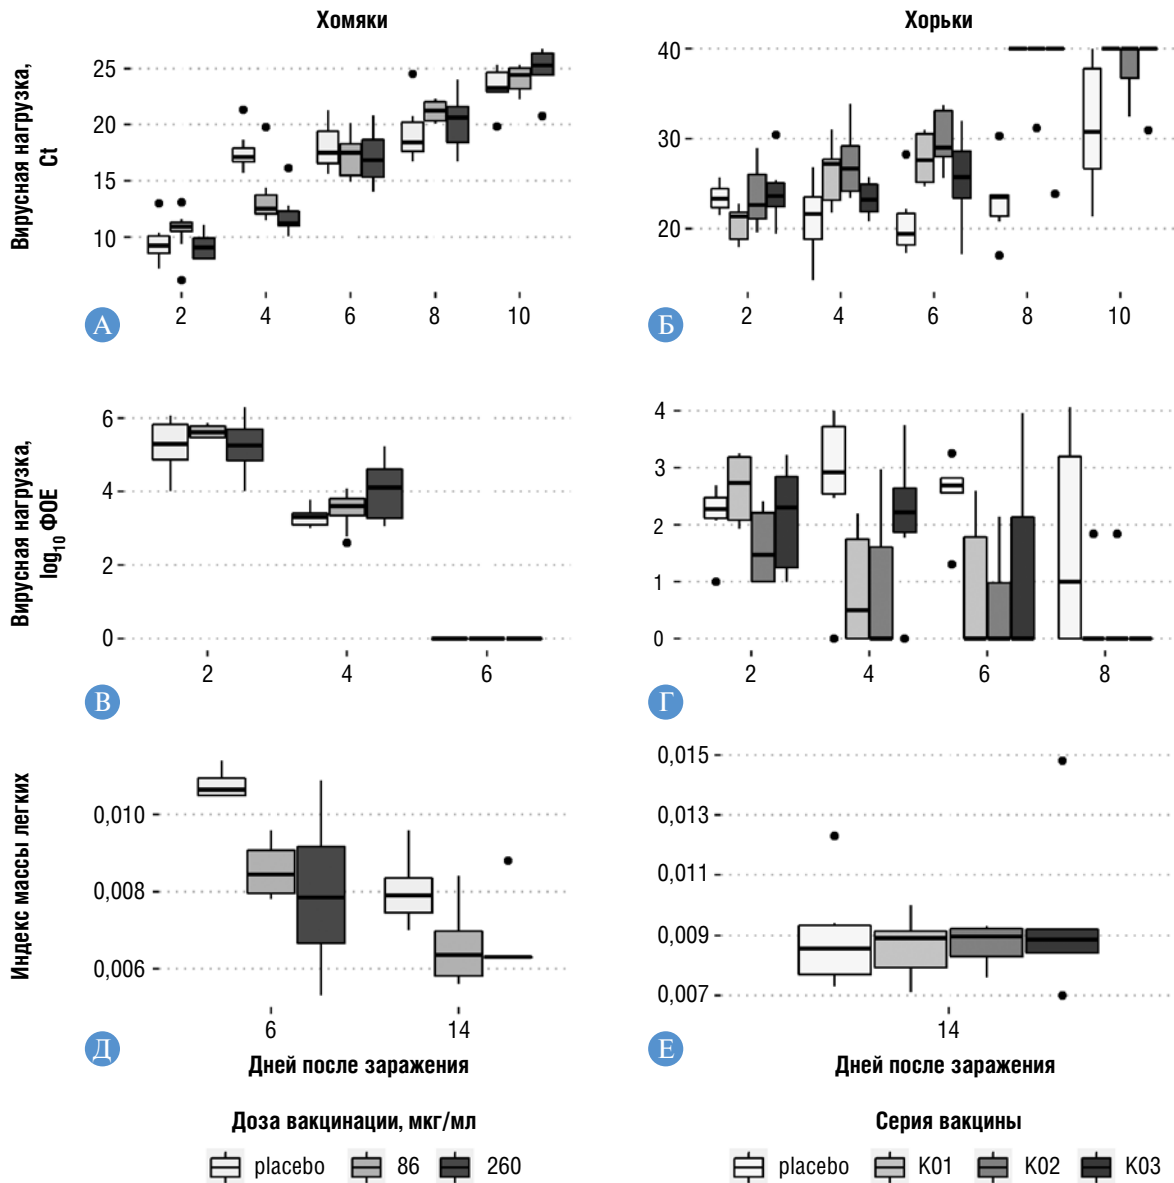 Хомяки
Хорьки
Вирусная нагрузка,
Ct
25
20
15
10
2 4 6 8 10
А
40
30
20
2 4 6 8 10
Б
Вирусная нагрузка,
log₁₀ ФОЕ
6
4
2
0
2 4 6
В
4
3
2
1
0
2 4 6 8
Г
Индекс массы легких
0,010
0,008
0,006
6 14
Д
Дней после заражения
0,015
0,013
0,011
0,009
0,007
14
Е
Дней после заражения
Доза вакцинации, мкг/мл
placebo 86 260
Серия вакцины
placebo K01 K02 K03